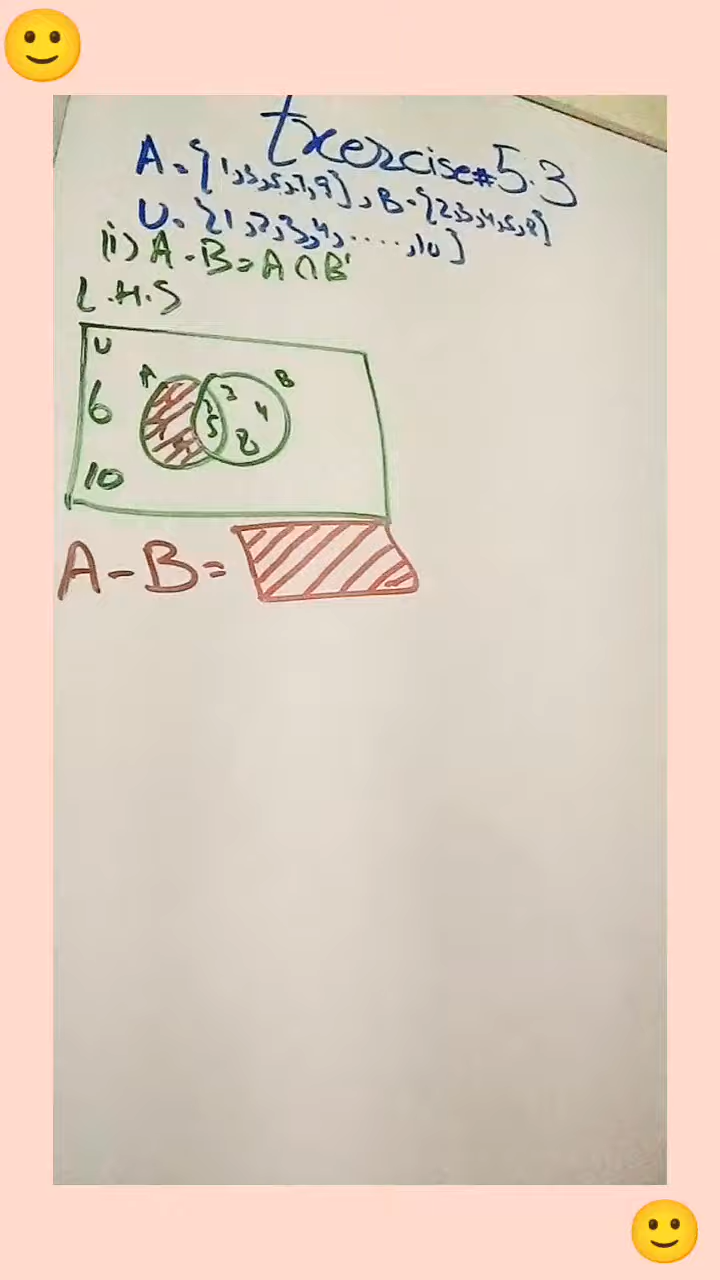 Exercise#5.3
A={1,3,5,7,9}, B={2,3,4,5,8}
U={1,2,3,4,....,10}
(i) A-B=A∩B'
L.H.S
U
A B
6 3 2 4
5
8
10
A-B=